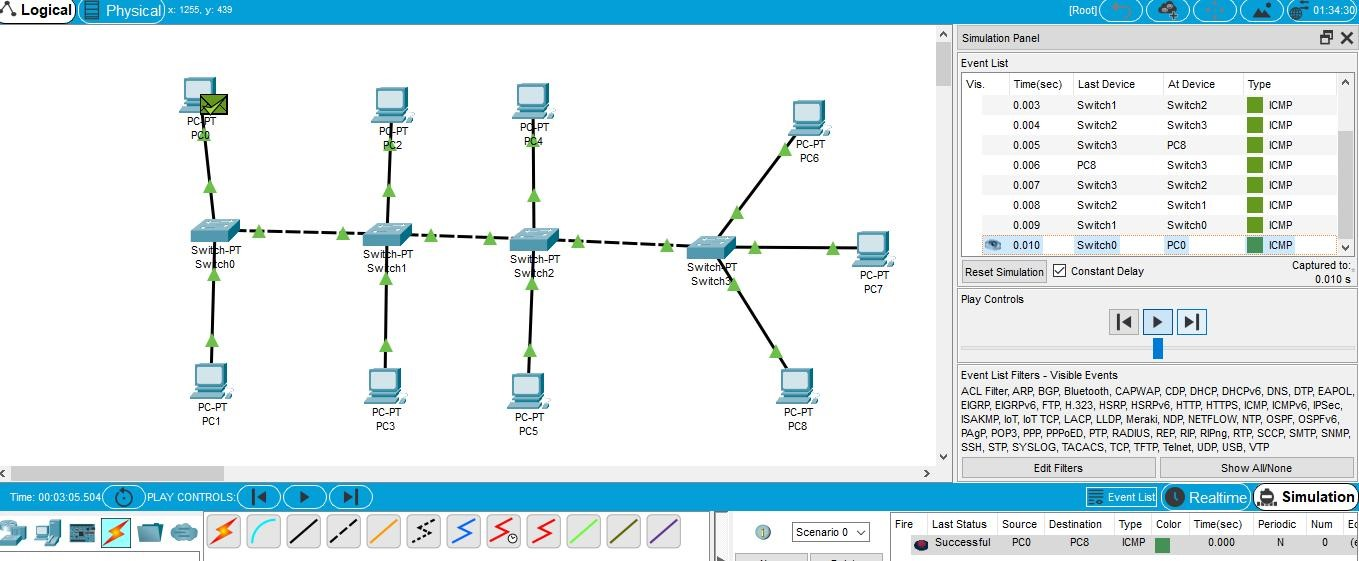 Logical
Physical x: 1255, y: 439
[Root]
01:34:30
PC-PT
PC0
PC-PT
PC2
PC-PT
PC4
PC-PT
PC6
Switch-PT
Switch0
Switch-PT
Switch1
Switch-PT
Switch2
Switch-PT
Switch3
PC-PT
PC7
PC-PT
PC1
PC-PT
PC3
PC-PT
PC5
PC-PT
PC8
Simulation Panel
Event List
Vis. Time(sec) Last Device At Device Type
0.003 Switch1 Switch2 ICMP
0.004 Switch2 Switch3 ICMP
0.005 Switch3 PC8 ICMP
0.006 PC8 Switch3 ICMP
0.007 Switch3 Switch2 ICMP
0.008 Switch2 Switch1 ICMP
0.009 Switch1 Switch0 ICMP
0.010 Switch0 PC0 ICMP
Reset Simulation Constant Delay
Captured to:
0.010 s
Play Controls
Event List Filters - Visible Events
ACL Filter, ARP, BGP, Bluetooth, CAPWAP, CDP, DHCP, DHCPv6, DNS, DTP, EAPOL,
EIGRP, EIGRPv6, FTP, H.323, HSRP, HSRPv6, HTTP, HTTPS, ICMP, ICMPv6, IPSec,
ISAKMP, IoT, IoT TCP, LACP, LLDP, Meraki, NDP, NETFLOW, NTP, OSPF, OSPFv6,
PAgP, POP3, PPP, PPPoED, PTP, RADIUS, REP, RIP, RIPng, RTP, SCCP, SMTP, SNMP,
SSH, STP, SYSLOG, TACACS, TCP, TFTP, Telnet, UDP, USB, VTP
Edit Filters Show All/None
Time: 00:03:05.504 PLAY CONTROLS:
Event List Realtime Simulation
Scenario 0
Fire Last Status Source Destination Type Color Time(sec) Periodic Num
Successful PC0 PC8 ICMP 0.000 N 0